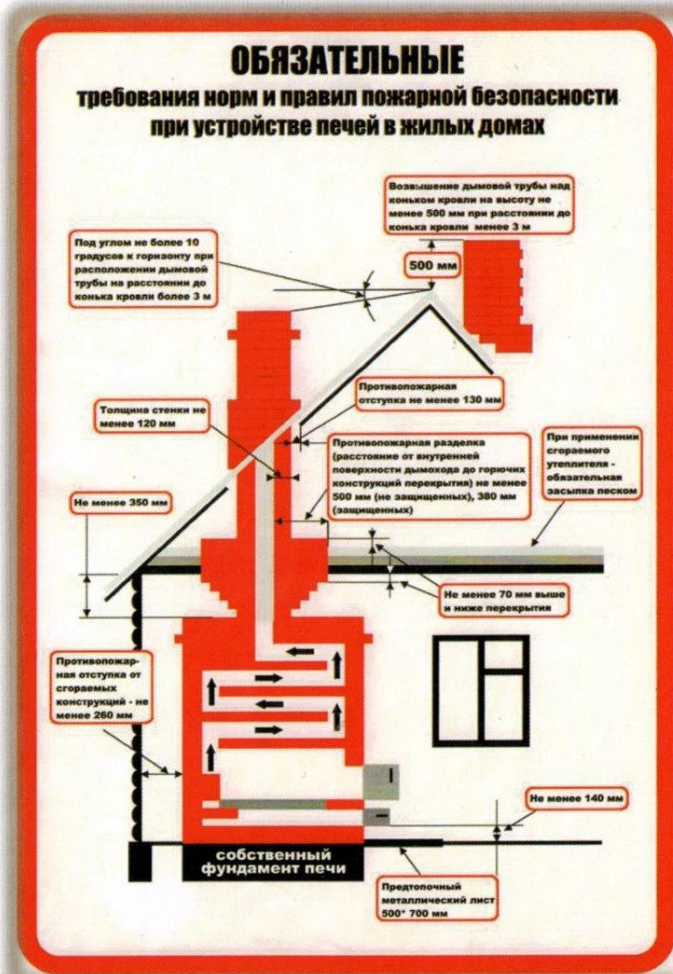 ОБЯЗАТЕЛЬНЫЕ
требования норм и правил пожарной безопасности
при устройстве печей в жилых домах
Возвышение дымовой трубы над
коньком кровли на высоту не
менее 500 мм при расстоянии до
конька кровли менее 3 м
Под углом не более 10
градусов к горизонту при
расположении дымовой
трубы на расстоянии до
конька кровли более 3 м
500 мм
Противопожарная
отступка не менее 130 мм
Толщина стенки не
менее 120 мм
Противопожарная разделка
(расстояние от внутренней
поверхности дымохода до горючих
конструкций перекрытия) не менее
500 мм (не защищенных), 380 мм
(защищенных)
При применении
сгораемого
утеплителя -
обязательная
засыпка песком
Не менее 350 мм
Не менее 70 мм выше
и ниже перекрытия
Противопожар-
ная отступка от
сгораемых
конструкций - не
менее 260 мм
Не менее 140 мм
собственный
фундамент печи
Предтопочный
металлический лист
500* 700 мм